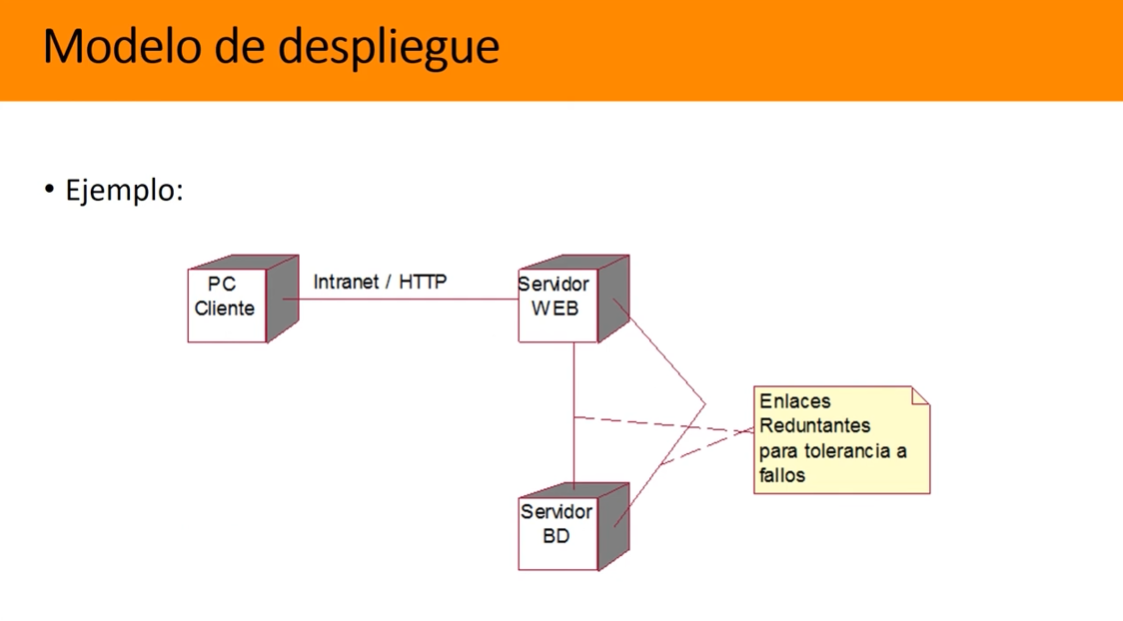 Modelo de despliegue
• Ejemplo:
PC
Cliente
Intranet / HTTP
Servidor
WEB
Enlaces
Reduntantes
para tolerancia a
fallos
Servidor
BD